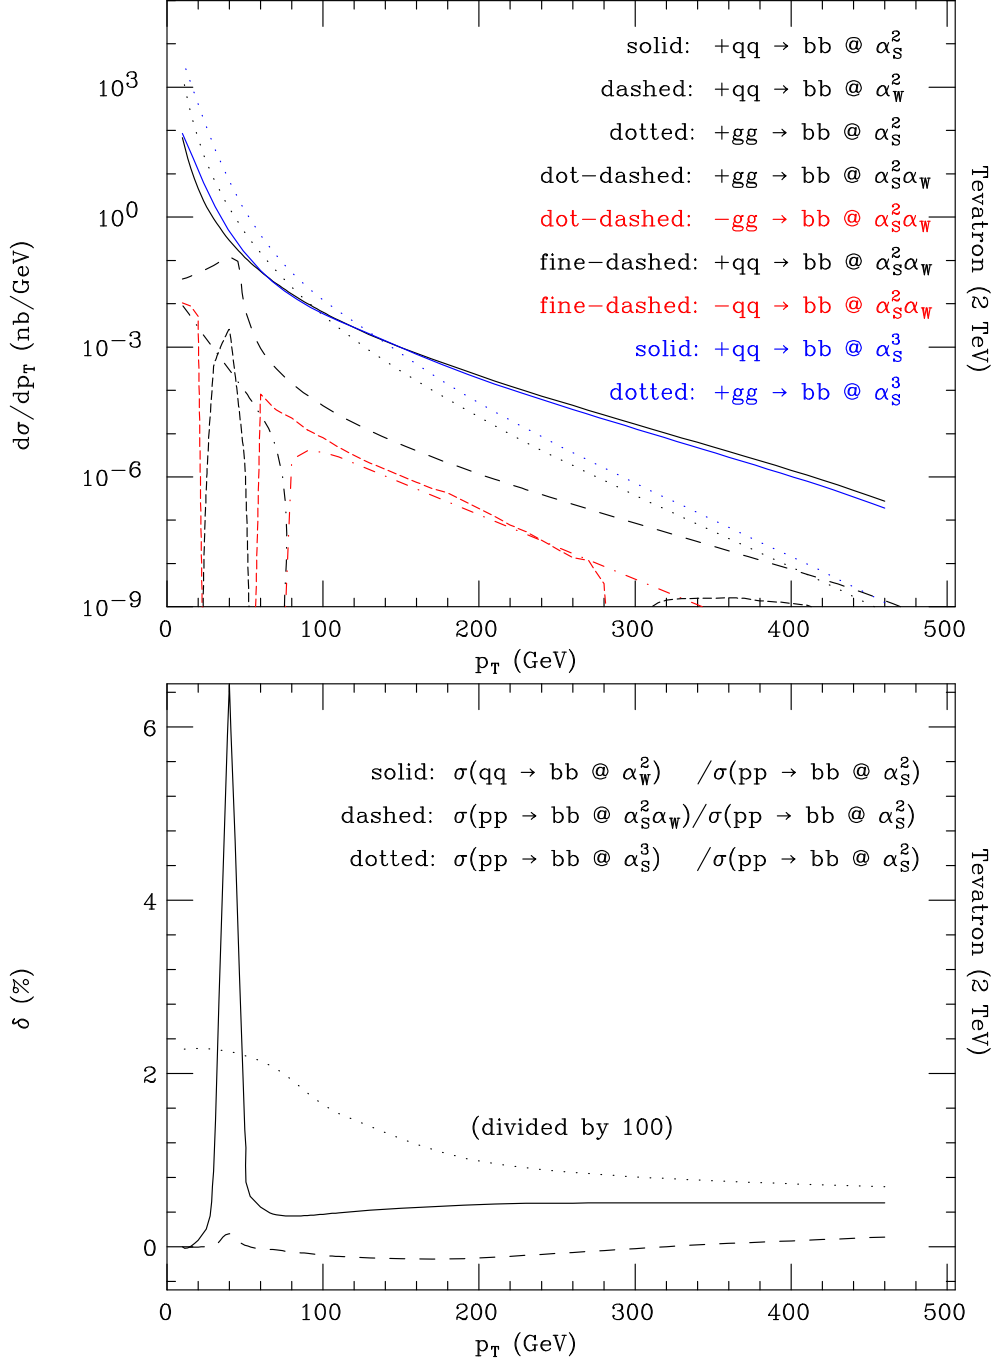 solid: +qq → bb @ α_S^2
dashed: +qq → bb @ α_W^2
dotted: +gg → bb @ α_S^2
dot-dashed: +gg → bb @ α_S^2α_W
dot-dashed: -gg → bb @ α_S^2α_W
fine-dashed: +qq → bb @ α_S^2α_W
fine-dashed: -qq → bb @ α_S^2α_W
solid: +qq → bb @ α_S^3
dotted: +gg → bb @ α_S^3
10^3
10^0
10^-3
10^-6
10^-9
dσ/dp_T (nb/GeV)
Tevatron (2 TeV)
0 100 200 300 400 500
p_T (GeV)
solid: σ(qq → bb @ α_W^2) /σ(pp → bb @ α_S^2)
dashed: σ(pp → bb @ α_S^2α_W)/σ(pp → bb @ α_S^2)
dotted: σ(pp → bb @ α_S^3) /σ(pp → bb @ α_S^2)
(divided by 100)
6
4
2
0
δ (%)
Tevatron (2 TeV)
0 100 200 300 400 500
p_T (GeV)